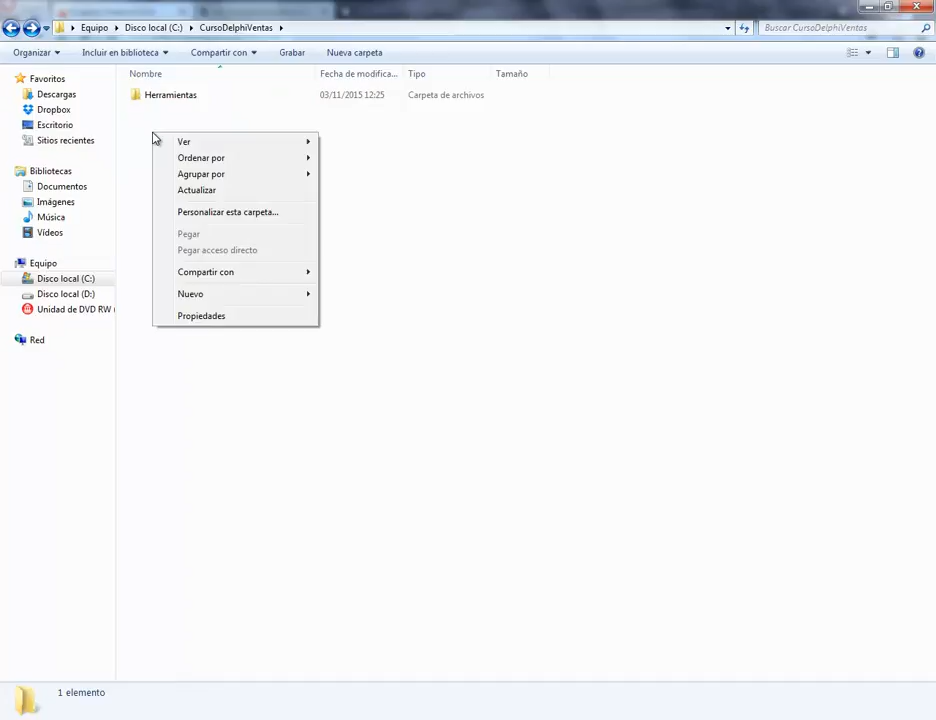 Equipo Disco local (C:) CursoDelphiVentas
Buscar CursoDelphiVentas
Organizar Incluir en biblioteca Compartir con Grabar Nueva carpeta
Nombre Fecha de modifica... Tipo Tamaño
Herramientas 03/11/2015 12:25 Carpeta de archivos
Favoritos
Descargas
Dropbox
Escritorio
Sitios recientes
Bibliotecas
Documentos
Imágenes
Música
Vídeos
Equipo
Disco local (C:)
Disco local (D:)
Unidad de DVD RW (
Red
Ver
Ordenar por
Agrupar por
Actualizar
Personalizar esta carpeta...
Pegar
Pegar acceso directo
Compartir con
Nuevo
Propiedades
1 elemento